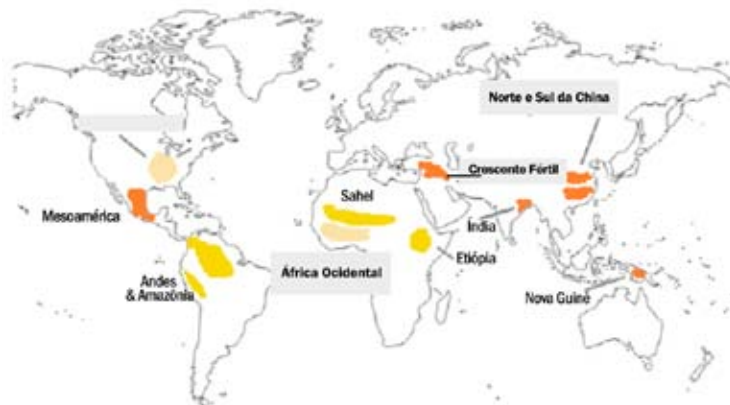 Norte e Sul da China
Crescente Fértil
Sahel
Mesoamérica
Índia
Etiópia
África Ocidental
Andes
& Amazônia
Nova Guiné